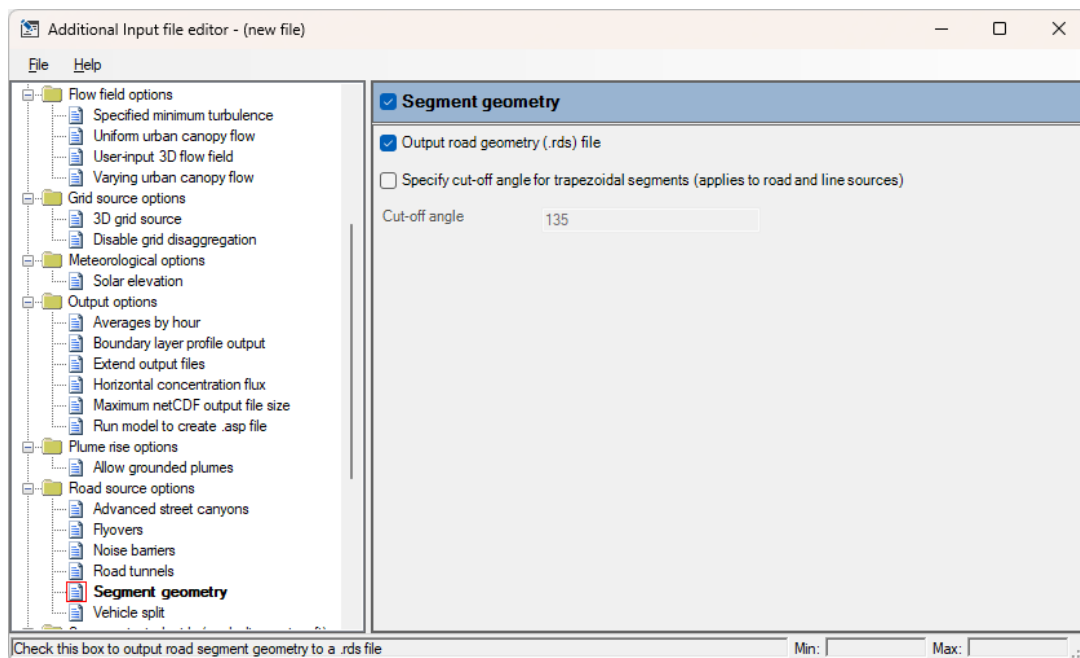 Additional Input file editor - (new file)
File Help
Flow field options
Specified minimum turbulence
Uniform urban canopy flow
User-input 3D flow field
Varying urban canopy flow
Grid source options
3D grid source
Disable grid disaggregation
Meteorological options
Solar elevation
Output options
Averages by hour
Boundary layer profile output
Extend output files
Horizontal concentration flux
Maximum netCDF output file size
Run model to create .asp file
Plume rise options
Allow grounded plumes
Road source options
Advanced street canyons
Flyovers
Noise barriers
Road tunnels
Segment geometry
Vehicle split
Segment geometry
Output road geometry (.rds) file
Specify cut-off angle for trapezoidal segments (applies to road and line sources)
Cut-off angle 135
Check this box to output road segment geometry to a .rds file Min: Max: